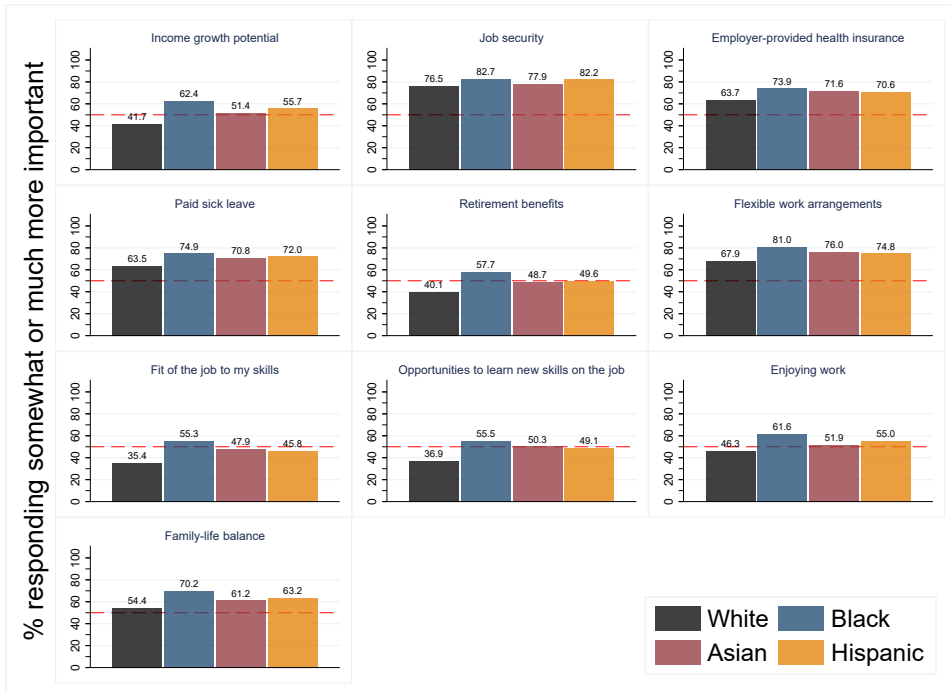 % responding somewhat or much more important
Income growth potential
0 20 40 60 80 100
41.7 62.4 51.4 55.7
Job security
0 20 40 60 80 100
76.5 82.7 77.9 82.2
Employer-provided health insurance
0 20 40 60 80 100
63.7 73.9 71.6 70.6
Paid sick leave
0 20 40 60 80 100
63.5 74.9 70.8 72.0
Retirement benefits
0 20 40 60 80 100
40.1 57.7 48.7 49.6
Flexible work arrangements
0 20 40 60 80 100
67.9 81.0 76.0 74.8
Fit of the job to my skills
0 20 40 60 80 100
35.4 55.3 47.9 45.8
Opportunities to learn new skills on the job
0 20 40 60 80 100
36.9 55.5 50.3 49.1
Enjoying work
0 20 40 60 80 100
46.3 61.6 51.9 55.0
Family-life balance
0 20 40 60 80 100
54.4 70.2 61.2 63.2
White Black
Asian Hispanic